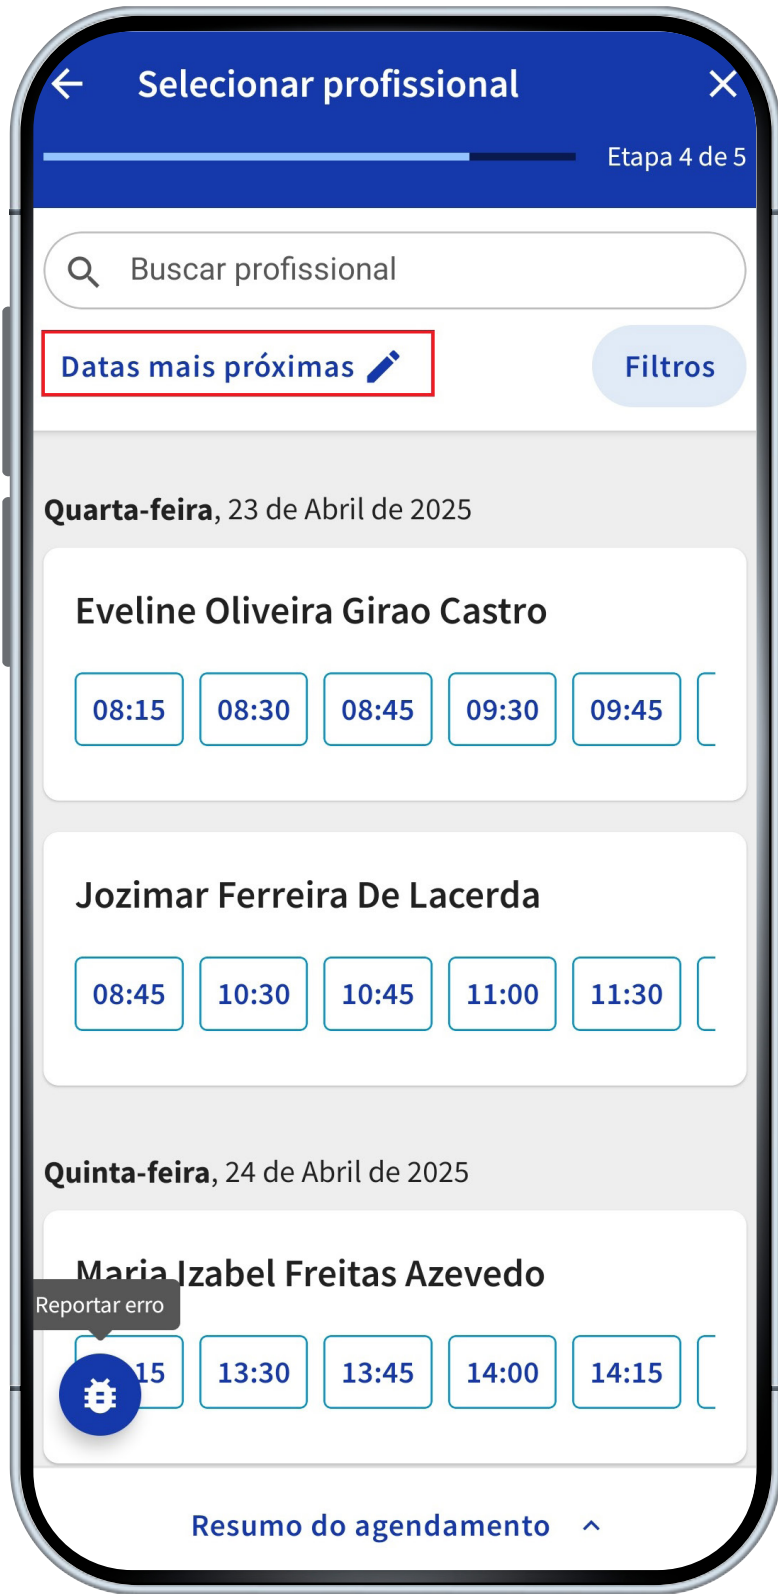 Selecionar profissional
Etapa 4 de 5
Buscar profissional
Datas mais próximas
Filtros
Quarta-feira, 23 de Abril de 2025
Eveline Oliveira Girao Castro
08:15 08:30 08:45 09:30 09:45
Jozimar Ferreira De Lacerda
08:45 10:30 10:45 11:00 11:30
Quinta-feira, 24 de Abril de 2025
Maria Izabel Freitas Azevedo
Reportar erro
15 13:30 13:45 14:00 14:15
Resumo do agendamento